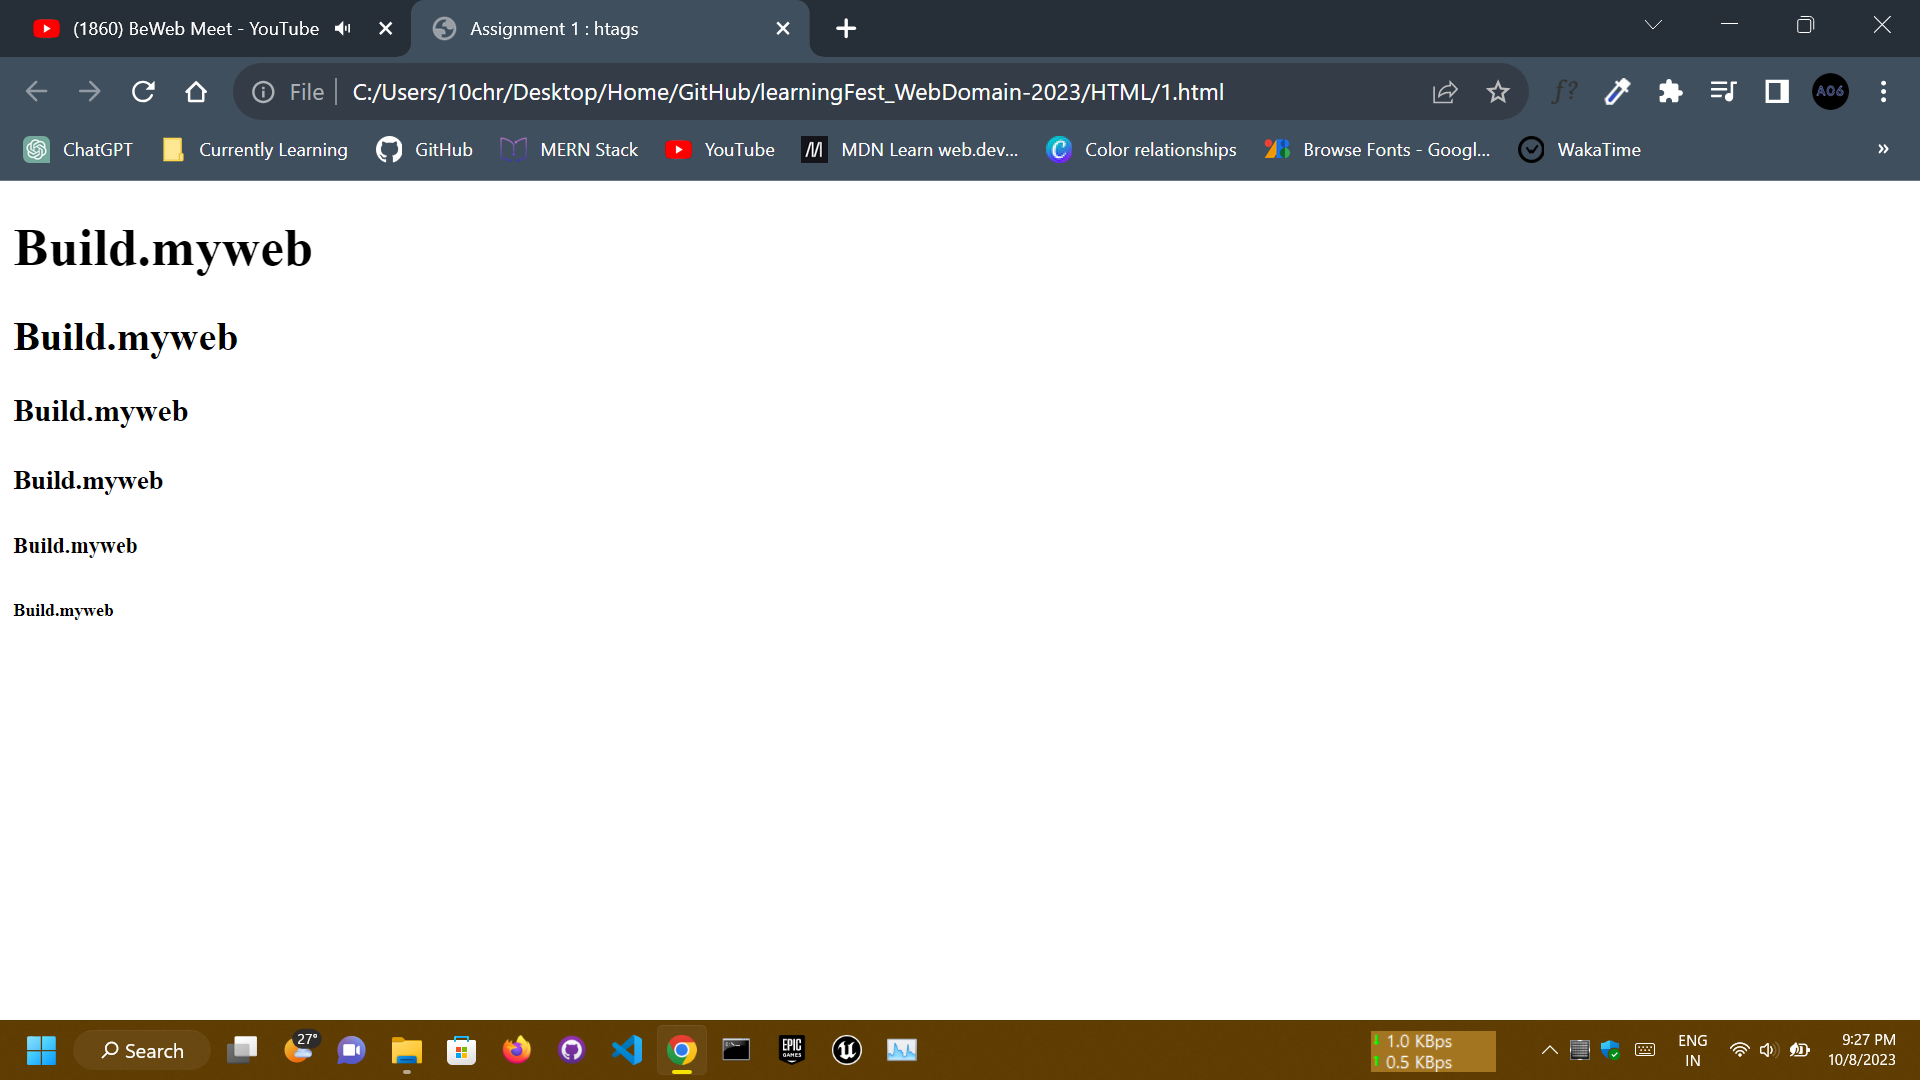 (1860) BeWeb Meet - YouTube
Assignment 1 : htags
File
C:/Users/10chr/Desktop/Home/GitHub/learningFest_WebDomain-2023/HTML/1.html
f?
A06
ChatGPT
Currently Learning
GitHub
MERN Stack
YouTube
MDN Learn web.dev...
Color relationships
Browse Fonts - Googl...
WakaTime
»
Build.myweb
Build.myweb
Build.myweb
Build.myweb
Build.myweb
Build.myweb
Search
27°
EPIC
GAMES
1.0 KBps
0.5 KBps
ENG
IN
9:27 PM
10/8/2023